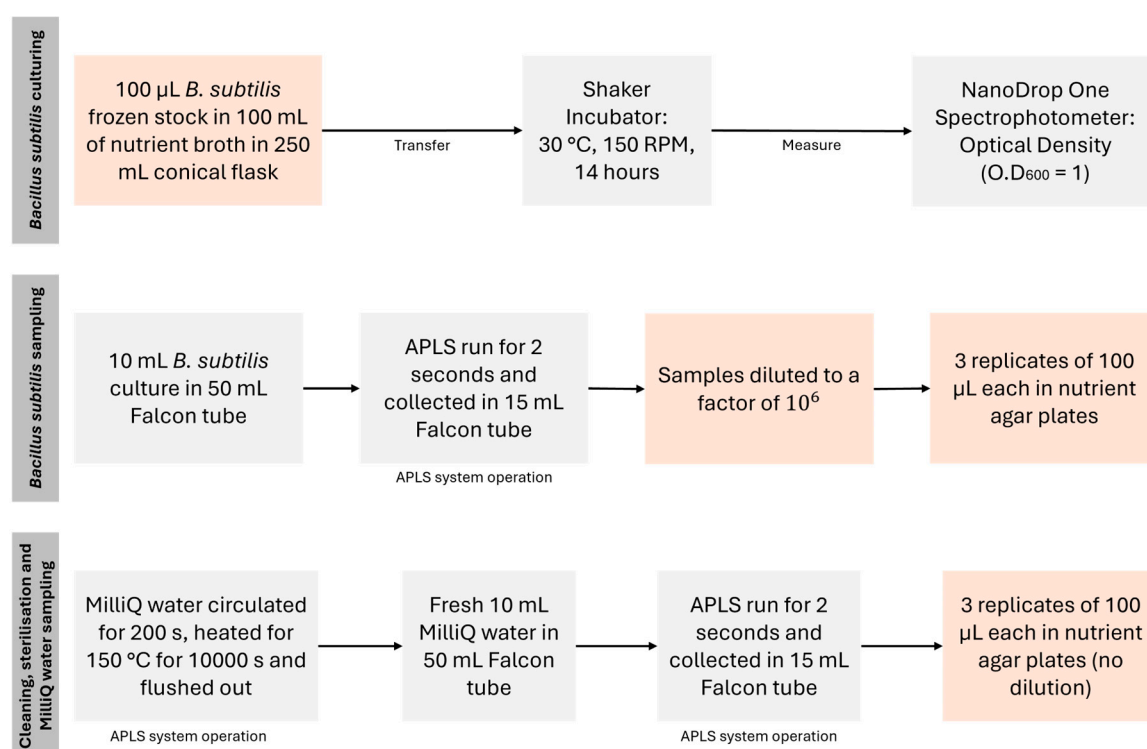 Bacillus subtilis culturing
100 µL B. subtilis
frozen stock in 100 mL
of nutrient broth in 250
mL conical flask
Transfer
Shaker
Incubator:
30 °C, 150 RPM,
14 hours
Measure
NanoDrop One
Spectrophotometer:
Optical Density
(O.D₆₀₀ = 1)
Bacillus subtilis sampling
10 mL B. subtilis
culture in 50 mL
Falcon tube
APLS run for 2
seconds and
collected in 15 mL
Falcon tube
APLS system operation
Samples diluted to a
factor of 10⁶
3 replicates of 100
µL each in nutrient
agar plates
Cleaning, sterilisation and
MilliQ water sampling
MilliQ water circulated
for 200 s, heated for
150 °C for 10000 s and
flushed out
APLS system operation
Fresh 10 mL
MilliQ water in
50 mL Falcon
tube
APLS run for 2
seconds and
collected in 15 mL
Falcon tube
APLS system operation
3 replicates of 100
µL each in nutrient
agar plates (no
dilution)